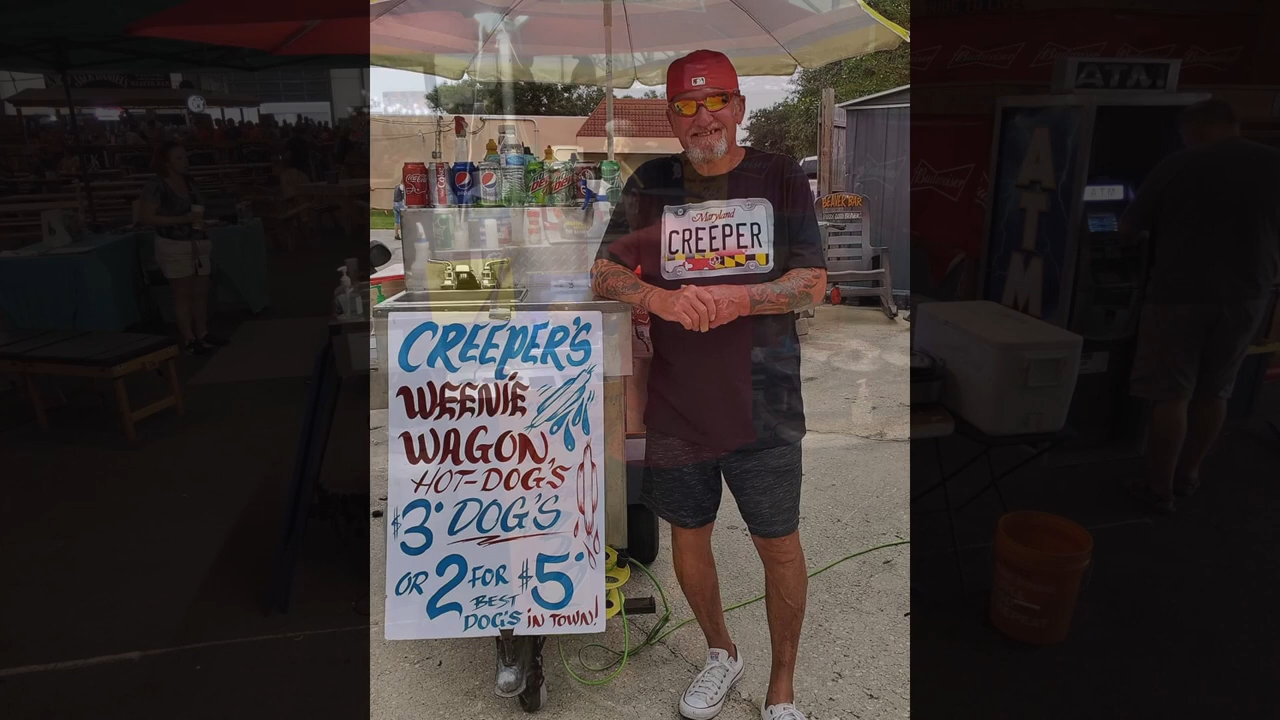 Maryland
CREEPER
BEAVER BAR
CREEPER'S
WEENIE
WAGON
HOT-DOG'S
$3 DOG'S
OR 2 FOR $5
BEST
DOG'S IN TOWN!
ATM
ATM
Budweiser
Coca-Cola
pepsi